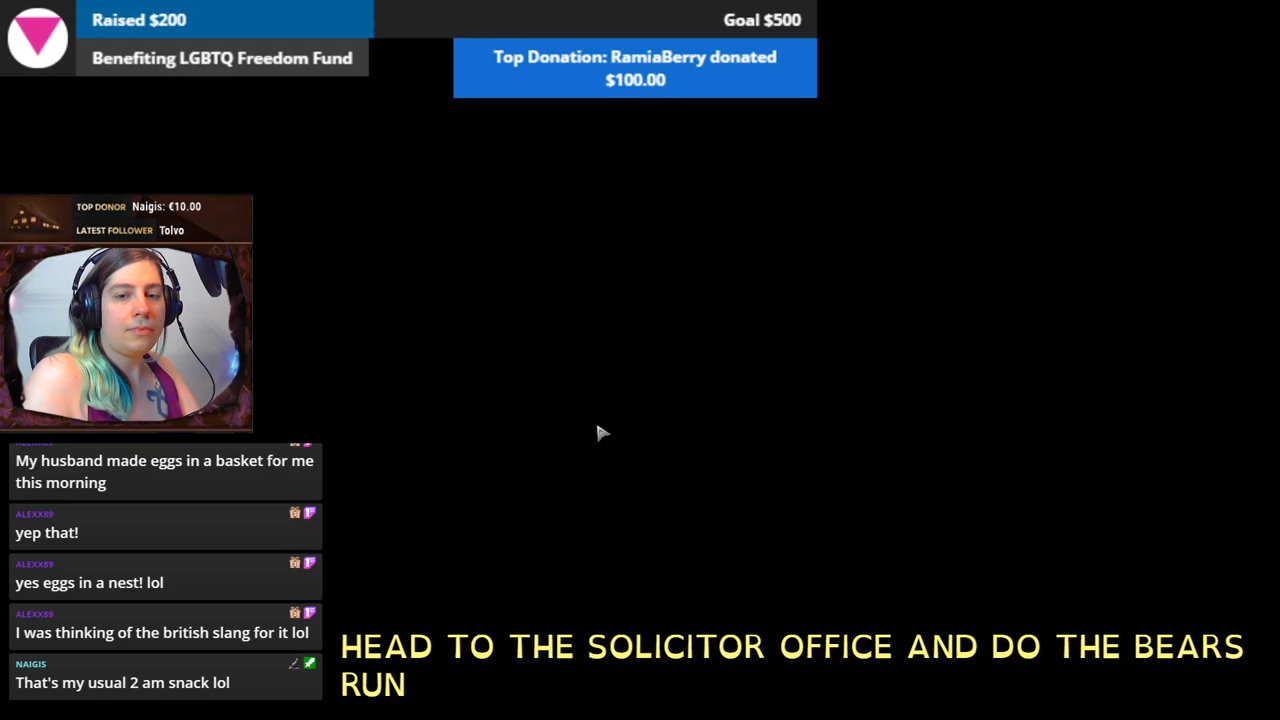 Raised $200
Goal $500
Benefiting LGBTQ Freedom Fund
Top Donation: RamiaBerry donated
$100.00
TOP DONOR Naigis: €10.00
LATEST FOLLOWER Tolvo
My husband made eggs in a basket for me
this morning
ALEXX89
yep that!
ALEXX89
yes eggs in a nest! lol
ALEXX89
I was thinking of the british slang for it lol
NAIGIS
That's my usual 2 am snack lol
HEAD TO THE SOLICITOR OFFICE AND DO THE BEARS
RUN